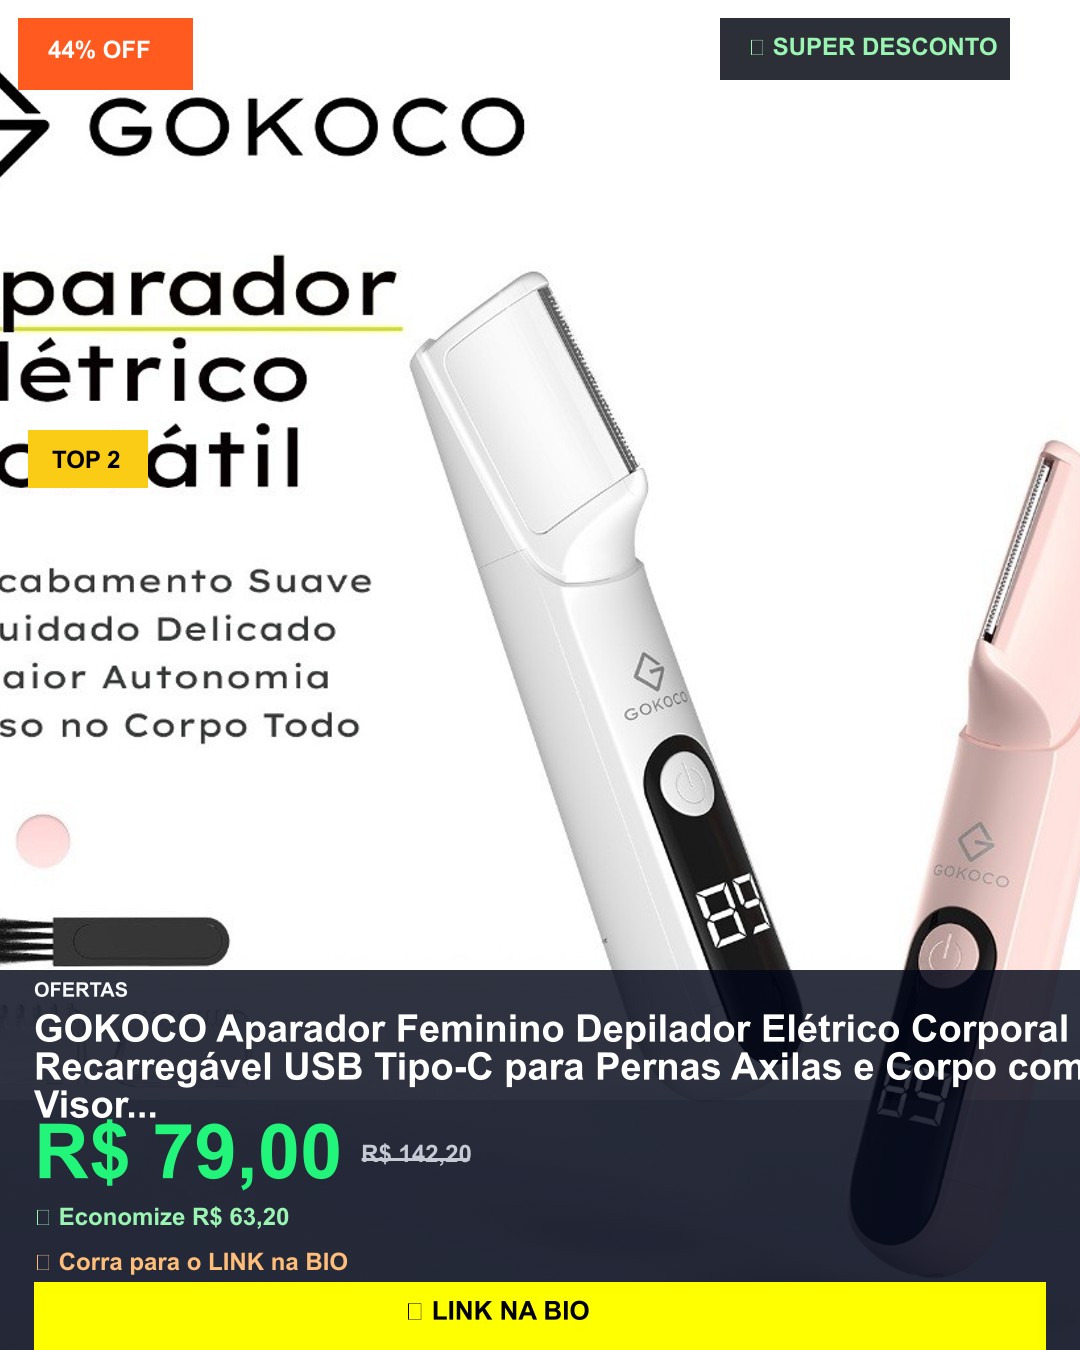 44% OFF
SUPER DESCONTO
GOKOCO
parador
létrico
TOP 2
átil
cabamento Suave
uidado Delicado
aior Autonomia
so no Corpo Todo
GOKOCO
89
GOKOCO
OFERTAS
GOKOCO Aparador Feminino Depilador Elétrico Corporal
Recarregável USB Tipo-C para Pernas Axilas e Corpo com
Visor...
R$ 79,00 R$ 142,20
Economize R$ 63,20
Corra para o LINK na BIO
LINK NA BIO